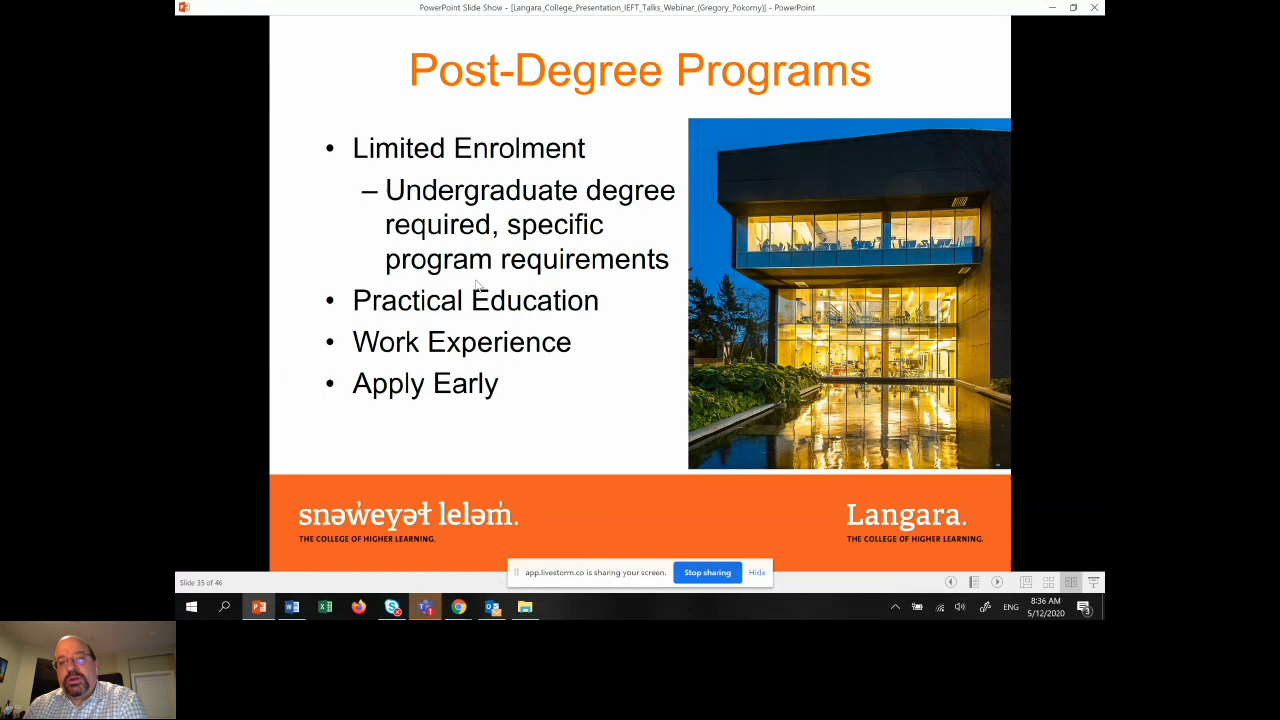 PowerPoint Slide Show - [Langara_College_Presentation_IEFT_Talks_Webinar_(Gregory_Pokorny)] - PowerPoint
Post-Degree Programs
• Limited Enrolment
– Undergraduate degree
required, specific
program requirements
• Practical Education
• Work Experience
• Apply Early
snəw̓eyəɬ leləm̓.
THE COLLEGE OF HIGHER LEARNING.
Langara.
THE COLLEGE OF HIGHER LEARNING.
app.livestorm.co is sharing your screen.
Stop sharing
Hide
Slide 35 of 46
ENG
8:36 AM
5/12/2020